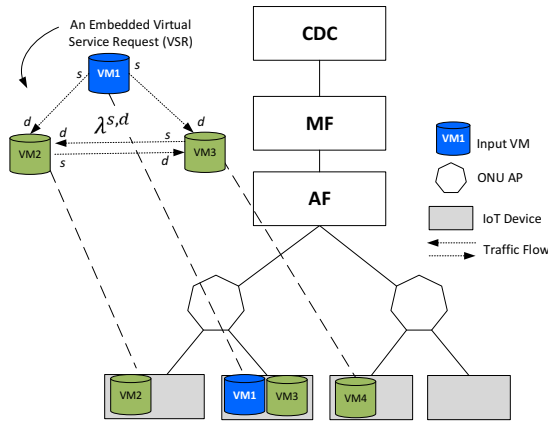 An Embedded Virtual
Service Request (VSR)
CDC
VM1
s
s
d
d
λ^{s,d}
MF
d
s
VM2
s
d
VM3
VM1
Input VM
ONU AP
AF
IoT Device
Traffic Flow
VM2
VM1
VM3
VM4